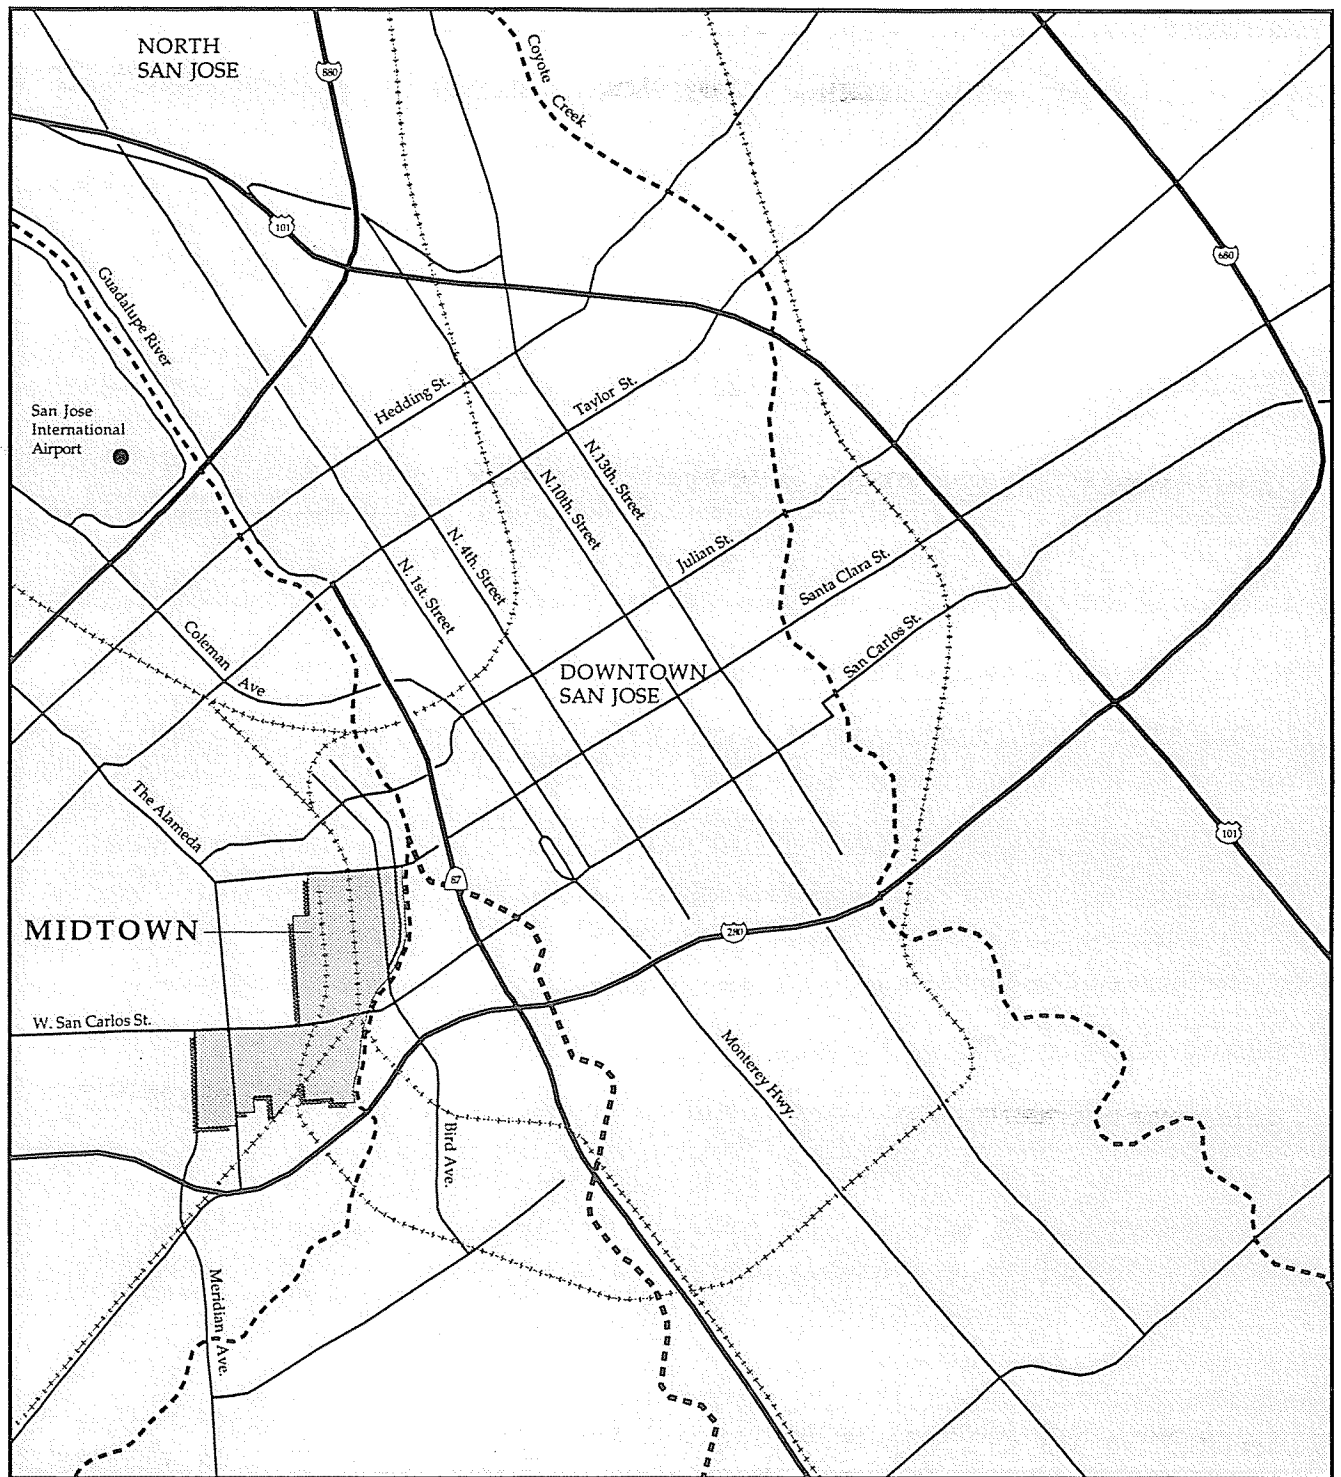 NORTH
SAN JOSE
880
Coyote Creek
101
680
Guadalupe River
San Jose
International
Airport
Hedding St.
Taylor St.
N.13th. Street
N.10th. Street
N. 4th. Street
N. 1st. Street
Julian St.
Santa Clara St.
San Carlos St.
Coleman Ave
DOWNTOWN
SAN JOSE
The Alameda
101
87
280
MIDTOWN
W. San Carlos St.
Monterey Hwy.
Bird Ave.
Meridian Ave.